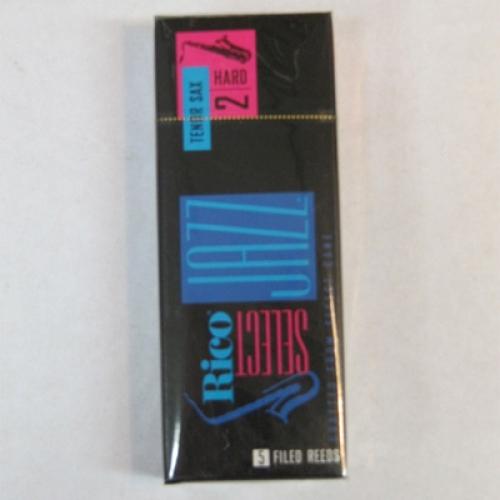 TENOR SAX
2 HARD
Rico
SELECT
JAZZ
5 FILED REEDS